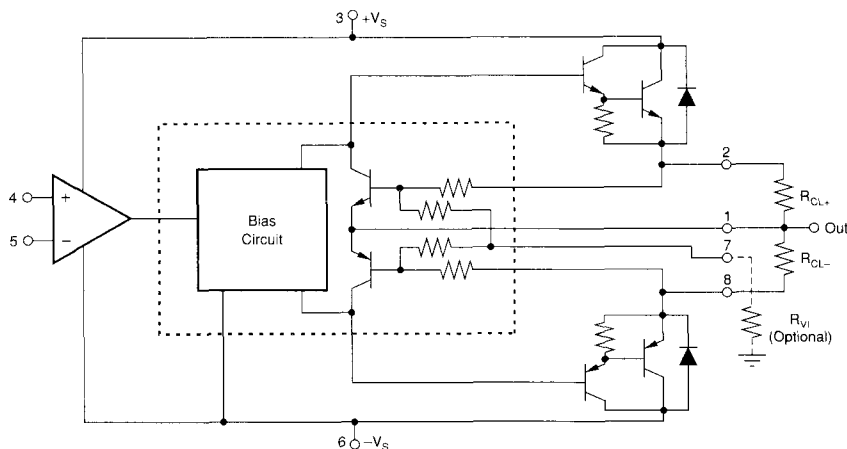 3 +VS
2
4
+
5
−
Bias
Circuit
RCL+
1
Out
7
RCL−
8
RVI
(Optional)
6 −VS